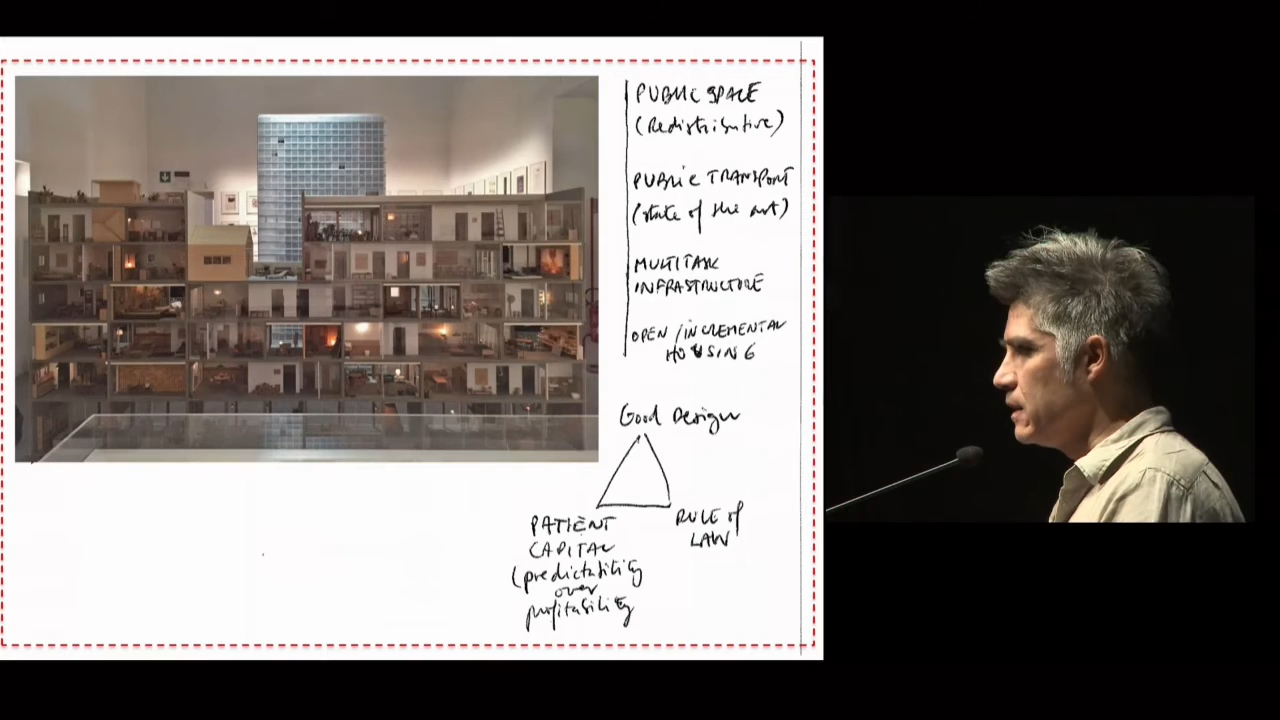 PUBLIC SPACE
(Redistributive)
PUBLIC TRANSPORT
(state of the art)
MULTITASK
INFRASTRUCTURE
OPEN / INCREMENTAL
HOUSING
Good Design
PATIENT
CAPITAL
(predictability
over
profitability
RULE of
LAW